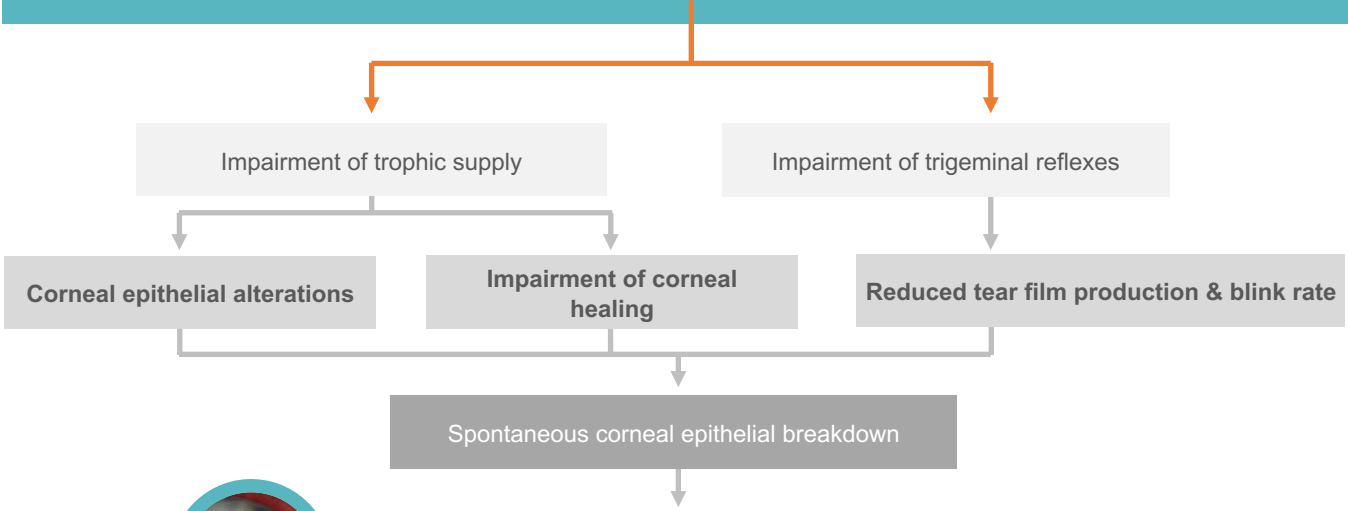 Impairment of trophic supply
Impairment of trigeminal reflexes
Corneal epithelial alterations
Impairment of corneal
healing
Reduced tear film production & blink rate
Spontaneous corneal epithelial breakdown